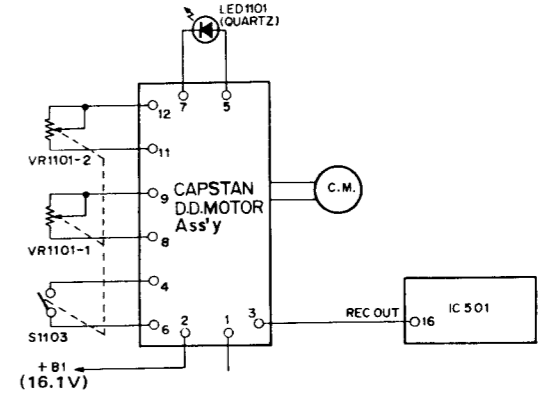 LED1101
(QUARTZ)
7
5
12
11
VR1101-2
9
8
VR1101-1
CAPSTAN
D.D.MOTOR
Ass'y
C.M.
4
6
S1103
2
1
3
REC OUT
16
IC 501
+B1
(16.1V)